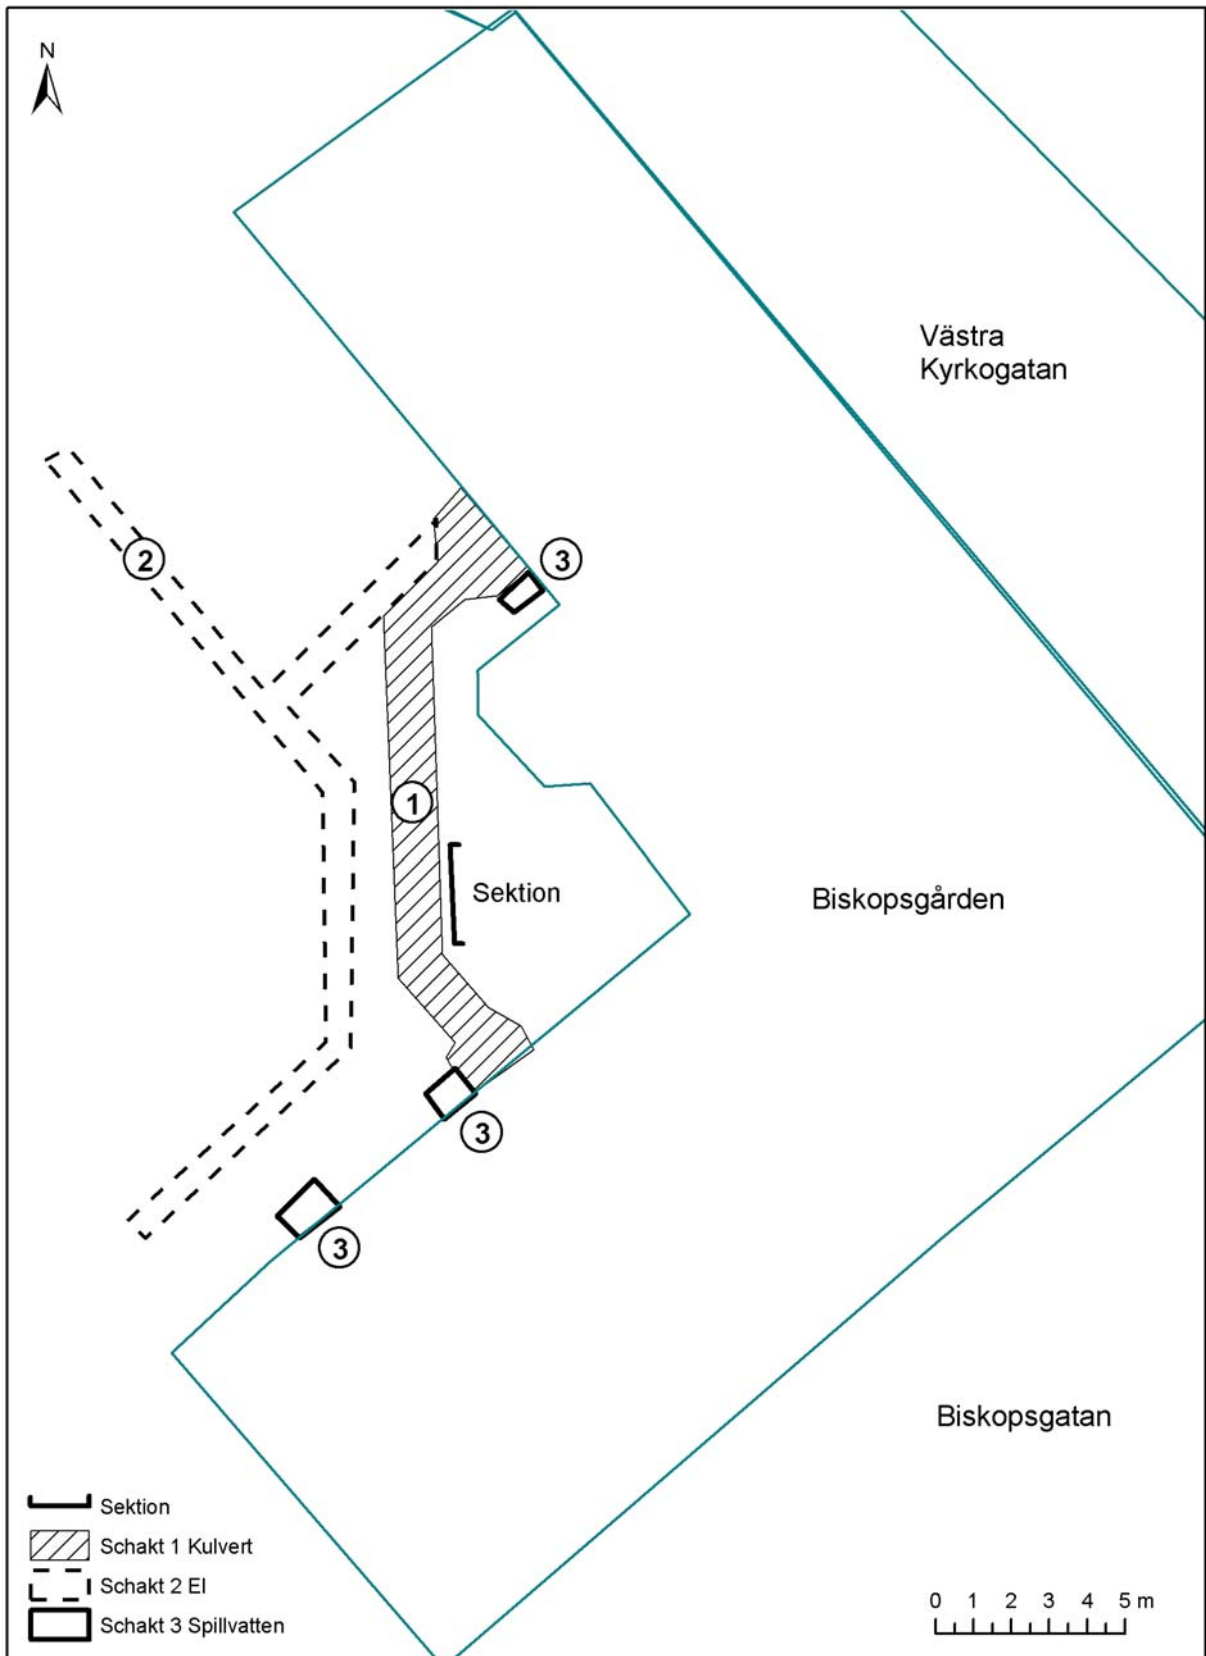 N
Västra
Kyrkogatan
2
3
1
Sektion
Biskopsgården
3
3
Biskopsgatan
Sektion
Schakt 1 Kulvert
Schakt 2 El
Schakt 3 Spillvatten
0 1 2 3 4 5 m